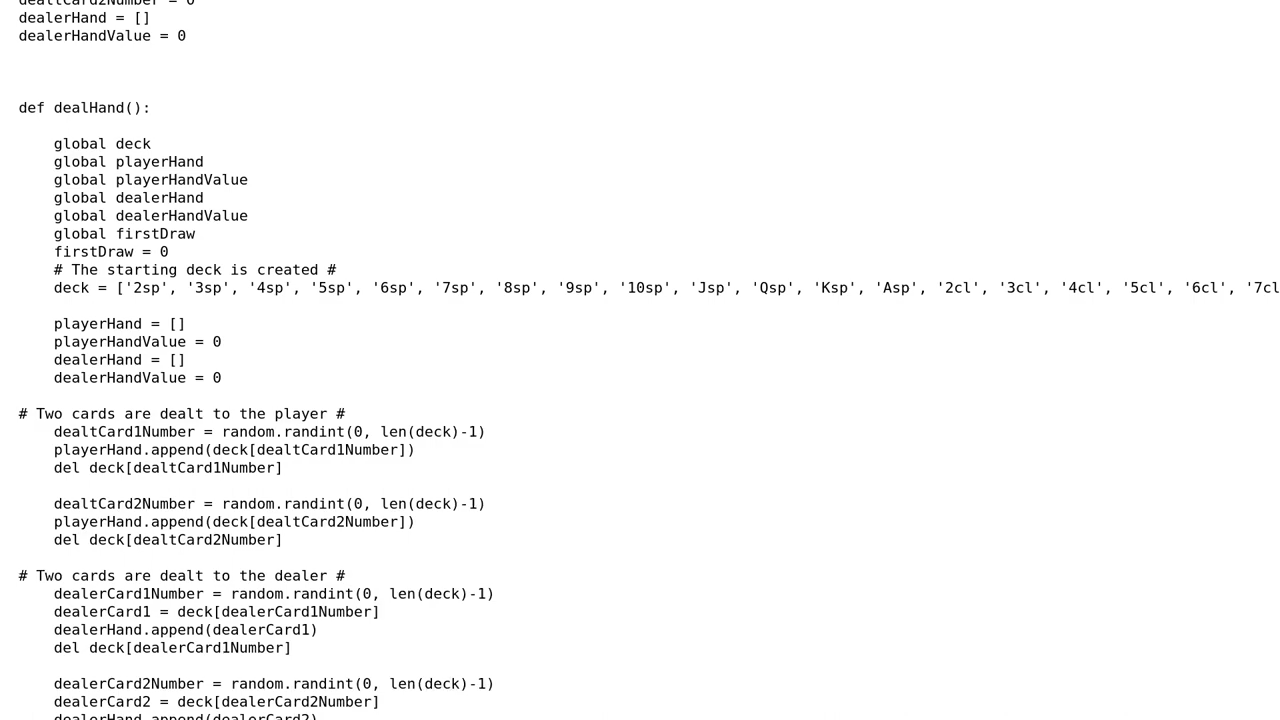 dealtCard2Number = 0
dealerHand = []
dealerHandValue = 0
def dealHand():
    global deck
    global playerHand
    global playerHandValue
    global dealerHand
    global dealerHandValue
    global firstDraw
    firstDraw = 0
    # The starting deck is created #
    deck = ['2sp', '3sp', '4sp', '5sp', '6sp', '7sp', '8sp', '9sp', '10sp', 'Jsp', 'Qsp', 'Ksp', 'Asp', '2cl', '3cl', '4cl', '5cl', '6cl', '7cl
    playerHand = []
    playerHandValue = 0
    dealerHand = []
    dealerHandValue = 0
# Two cards are dealt to the player #
    dealtCard1Number = random.randint(0, len(deck)-1)
    playerHand.append(deck[dealtCard1Number])
    del deck[dealtCard1Number]
    dealtCard2Number = random.randint(0, len(deck)-1)
    playerHand.append(deck[dealtCard2Number])
    del deck[dealtCard2Number]
# Two cards are dealt to the dealer #
    dealerCard1Number = random.randint(0, len(deck)-1)
    dealerCard1 = deck[dealerCard1Number]
    dealerHand.append(dealerCard1)
    del deck[dealerCard1Number]
    dealerCard2Number = random.randint(0, len(deck)-1)
    dealerCard2 = deck[dealerCard2Number]
    dealerHand.append(dealerCard2)